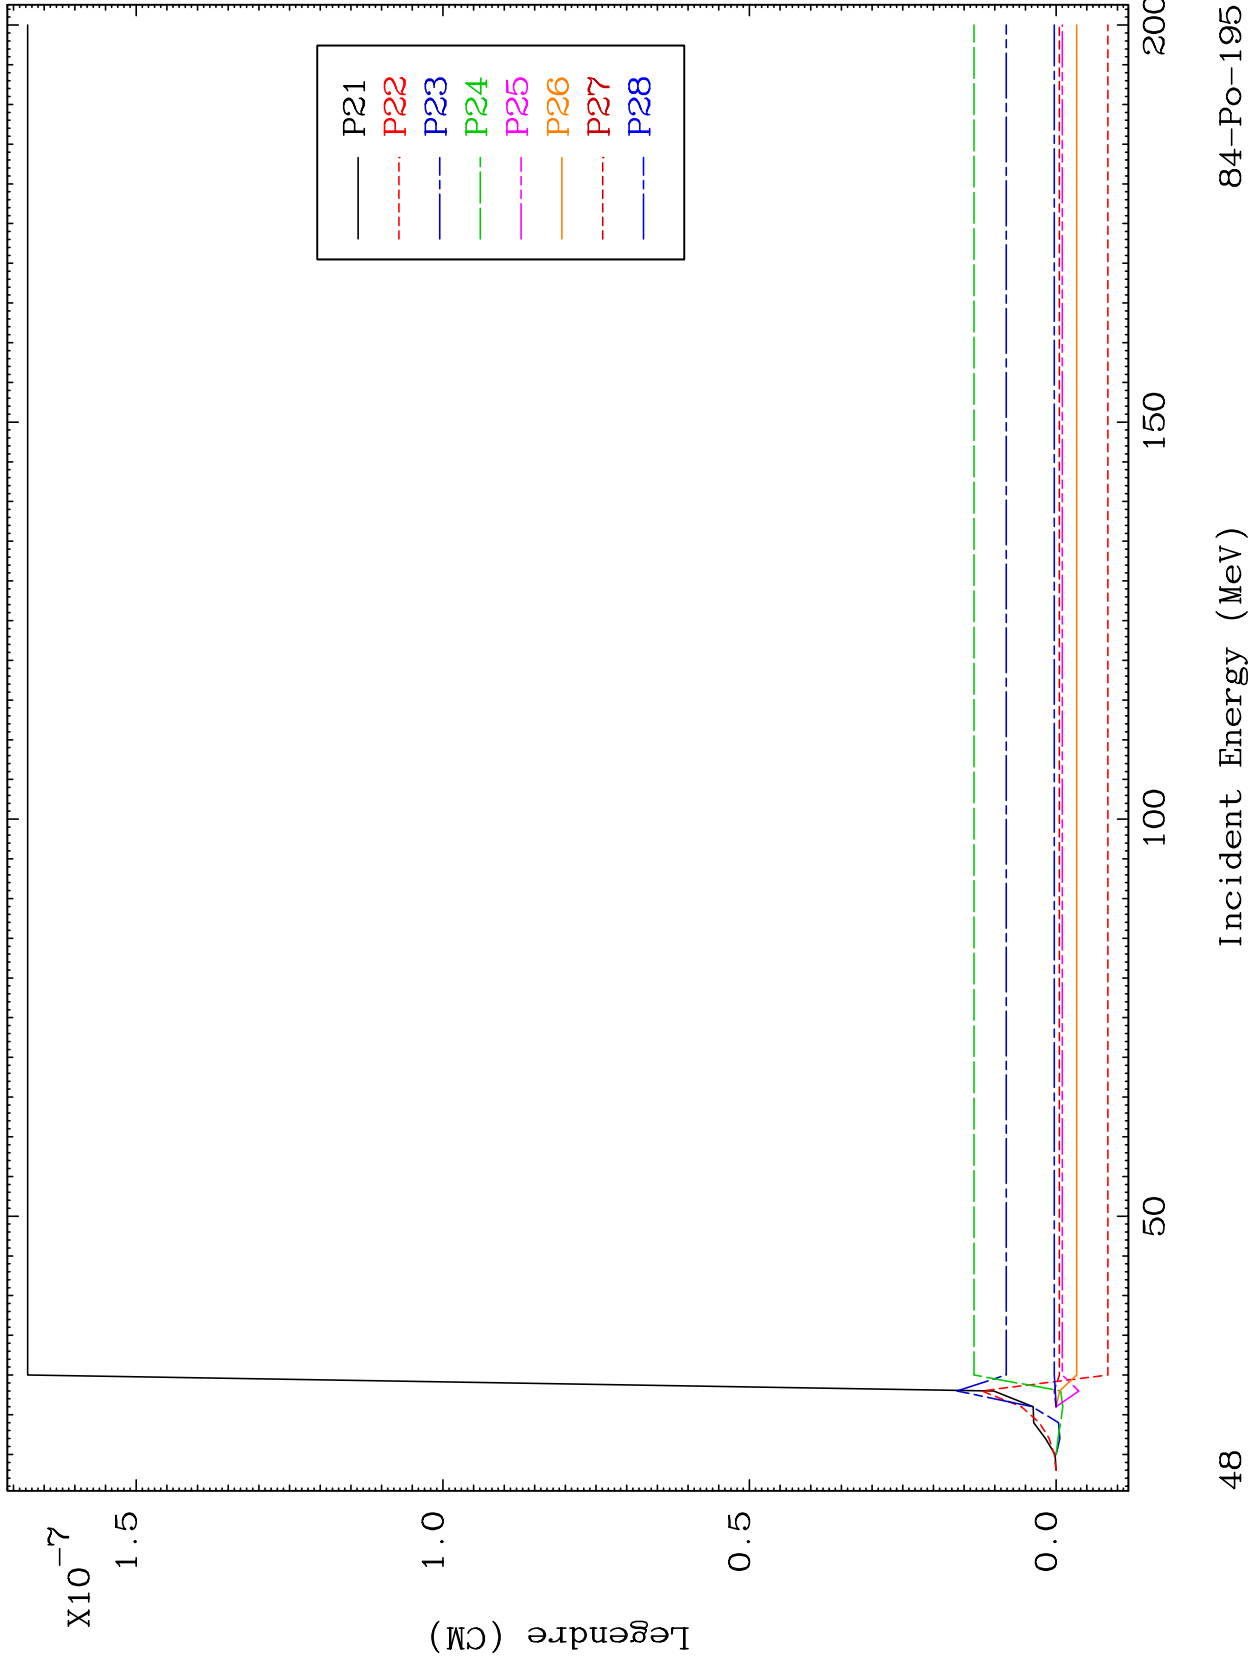 X10-7
1.5
1.0
0.5
0.0
Legendre (CM)
P21
P22
P23
P24
P25
P26
P27
P28
50
100
150
200
48
Incident Energy (MeV)
84-Po-195